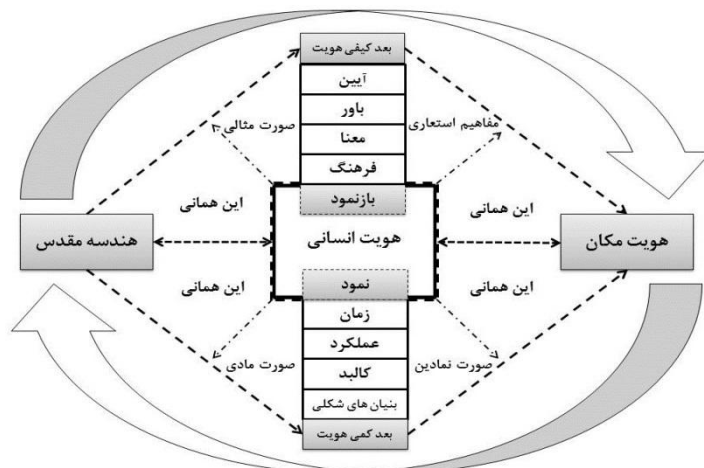 بعد کیفی هویت
آیین
باور
معنا
فرهنگ
بازنمود
صورت مثالی
مفاهیم استعاری
این همانی
این همانی
هندسه مقدس
هویت انسانی
هویت مکان
این همانی
این همانی
نمود
زمان
عملکرد
کالبد
بنیان های شکلی
بعد کمی هویت
صورت مادی
صورت نمادین